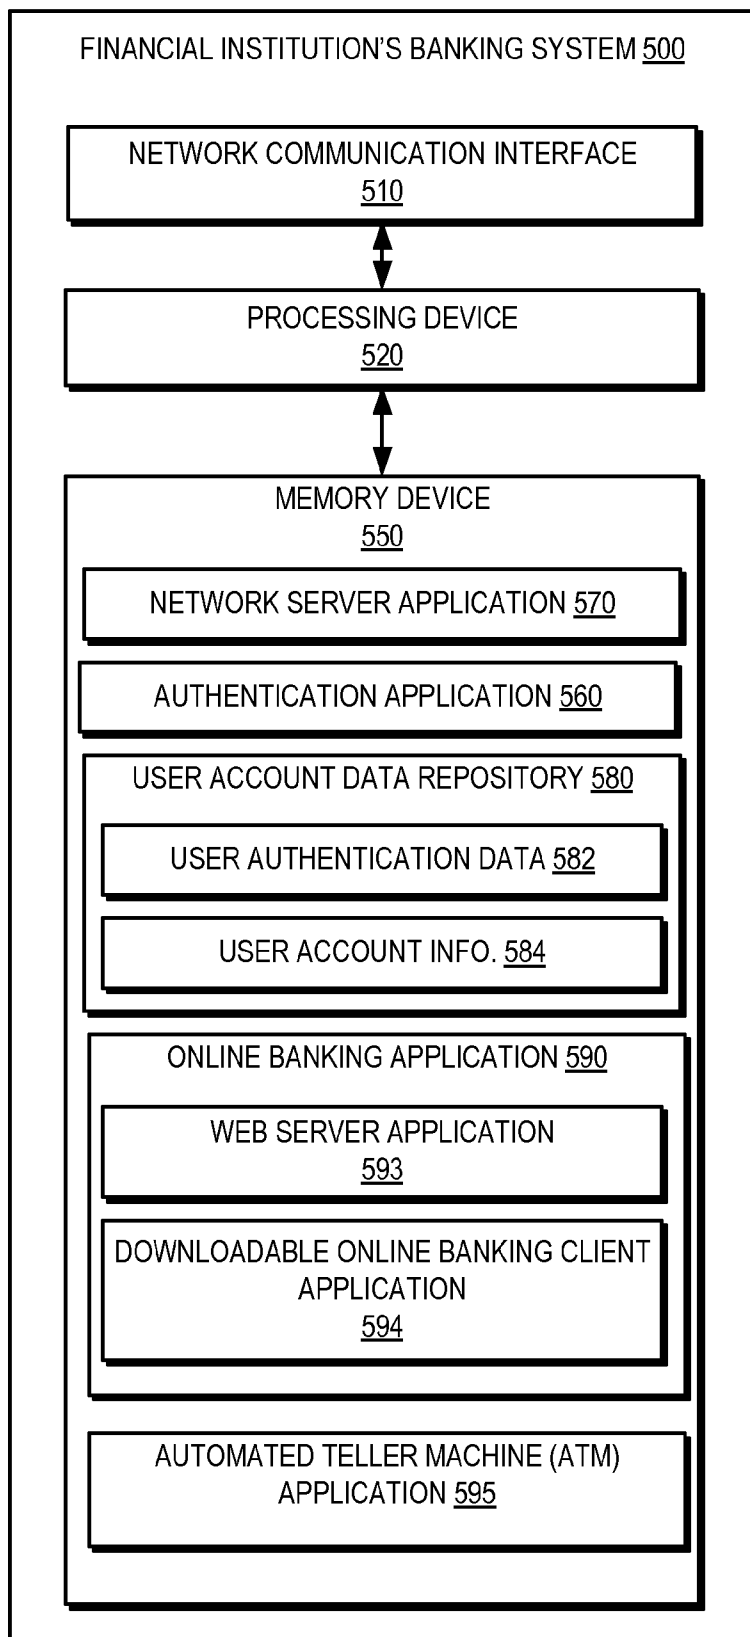 FINANCIAL INSTITUTION'S BANKING SYSTEM 500
NETWORK COMMUNICATION INTERFACE
510
PROCESSING DEVICE
520
MEMORY DEVICE
550
NETWORK SERVER APPLICATION 570
AUTHENTICATION APPLICATION 560
USER ACCOUNT DATA REPOSITORY 580
USER AUTHENTICATION DATA 582
USER ACCOUNT INFO. 584
ONLINE BANKING APPLICATION 590
WEB SERVER APPLICATION
593
DOWNLOADABLE ONLINE BANKING CLIENT
APPLICATION
594
AUTOMATED TELLER MACHINE (ATM)
APPLICATION 595